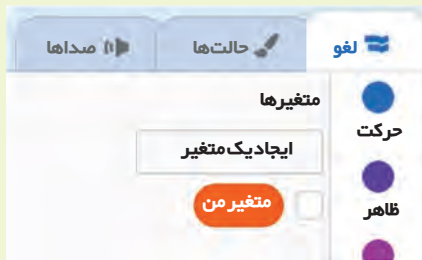 لغو
حالت‌ها
صداها
متغیرها
ایجاد یک متغیر
متغیر من
حرکت
ظاهر